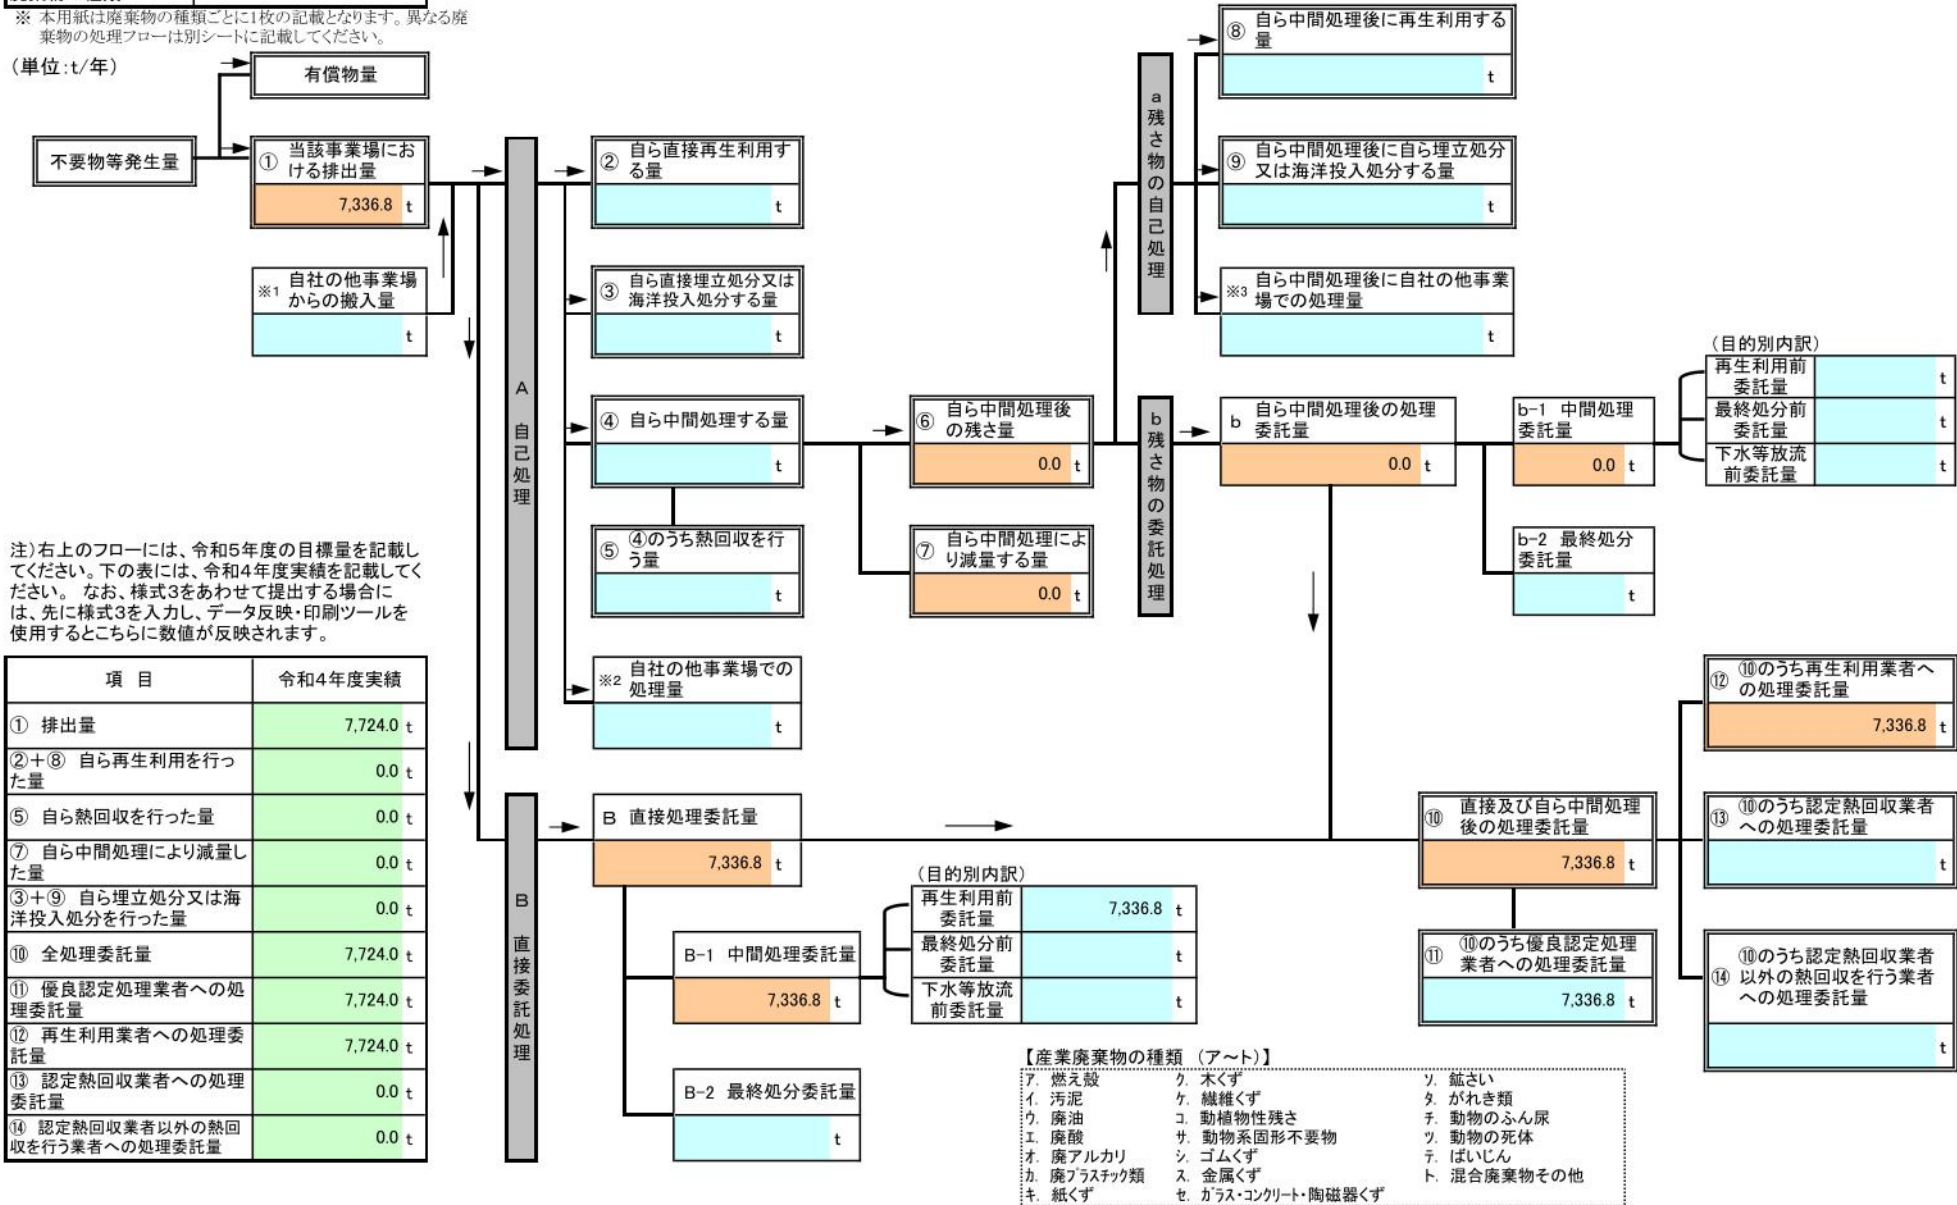 ※ 本用紙は廃棄物の種類ごとに1枚の記載となります。異なる廃
棄物の処理フローは別シートに記載してください。
(単位:t/年)
有償物量
不要物等発生量
① 当該事業場にお
ける排出量
7,336.8 t
※1 自社の他事業場
からの搬入量
t
A 自己処理
② 自ら直接再生利用す
る量
t
③ 自ら直接埋立処分又は
海洋投入処分する量
t
④ 自ら中間処理する量
t
⑤ ④のうち熱回収を行
う量
t
※2 自社の他事業場での
処理量
t
⑥ 自ら中間処理後
の残さ量
0.0 t
⑦ 自ら中間処理によ
り減量する量
0.0 t
a 残さ物の自己処理
⑧ 自ら中間処理後に再生利用する
量
t
⑨ 自ら中間処理後に自ら埋立処分
又は海洋投入処分する量
t
※3 自ら中間処理後に自社の他事業
場での処理量
t
b 残さ物の委託処理
b 自ら中間処理後の処理
委託量
0.0 t
b-1 中間処理
委託量
0.0 t
b-2 最終処分
委託量
t
(目的別内訳)
再生利用前
委託量
t
最終処分前
委託量
t
下水等放流
前委託量
t
注)右上のフローには、令和5年度の目標量を記載し
てください。下の表には、令和4年度実績を記載してく
ださい。 なお、様式3をあわせて提出する場合に
は、先に様式3を入力し、データ反映・印刷ツールを
使用するとこちらに数値が反映されます。
項 目 令和4年度実績
① 排出量 7,724.0 t
②+⑧ 自ら再生利用を行っ
た量 0.0 t
⑤ 自ら熱回収を行った量 0.0 t
⑦ 自ら中間処理により減量し
た量 0.0 t
③+⑨ 自ら埋立処分又は海
洋投入処分を行った量 0.0 t
⑩ 全処理委託量 7,724.0 t
⑪ 優良認定処理業者への処
理委託量 7,724.0 t
⑫ 再生利用業者への処理委
託量 7,724.0 t
⑬ 認定熱回収業者への処理
委託量 0.0 t
⑭ 認定熱回収業者以外の熱回
収を行う業者への処理委託量 0.0 t
B 直接委託処理
B 直接処理委託量
7,336.8 t
B-1 中間処理委託量
7,336.8 t
B-2 最終処分委託量
t
(目的別内訳)
再生利用前
委託量
7,336.8 t
最終処分前
委託量
t
下水等放流
前委託量
t
⑩ 直接及び自ら中間処理
後の処理委託量
7,336.8 t
⑪ ⑩のうち優良認定処理
業者への処理委託量
7,336.8 t
⑫ ⑩のうち再生利用業者へ
の処理委託量
7,336.8 t
⑬ ⑩のうち認定熱回収業者
への処理委託量
t
⑭ ⑩のうち認定熱回収業者
以外の熱回収を行う業者
への処理委託量
t
【産業廃棄物の種類 (ア~ト)】
ア. 燃え殻 ク. 木くず ソ. 鉱さい
イ. 汚泥 ケ. 繊維くず タ. がれき類
ウ. 廃油 コ. 動植物性残さ チ. 動物のふん尿
エ. 廃酸 サ. 動物系固形不要物 ツ. 動物の死体
オ. 廃アルカリ シ. ゴムくず テ. ばいじん
カ. 廃プラスチック類 ス. 金属くず ト. 混合廃棄物その他
キ. 紙くず セ. ガラス・コンクリート・陶磁器くず